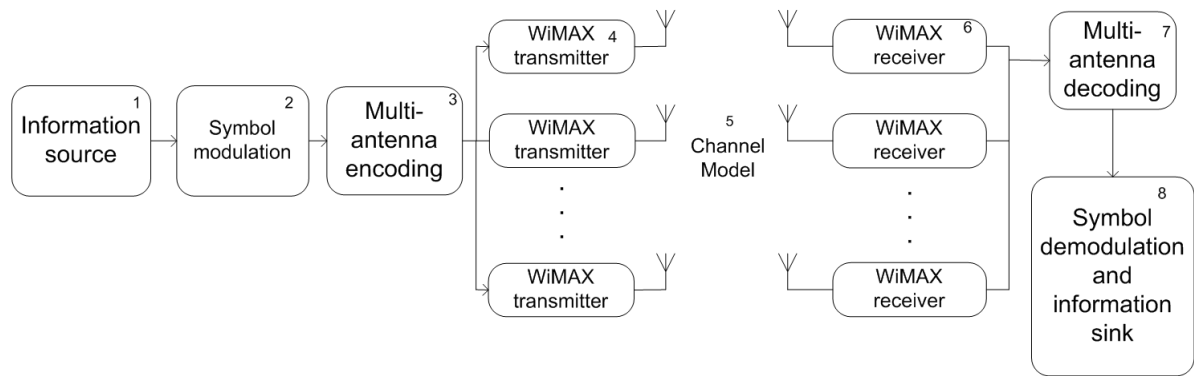 1
Information
source
2
Symbol
modulation
3
Multi-
antenna
encoding
WiMAX 4
transmitter
WiMAX
transmitter
.
.
.
WiMAX
transmitter
5
Channel
Model
6
WiMAX
receiver
WiMAX
receiver
.
.
.
WiMAX
receiver
7
Multi-
antenna
decoding
8
Symbol
demodulation
and
information
sink